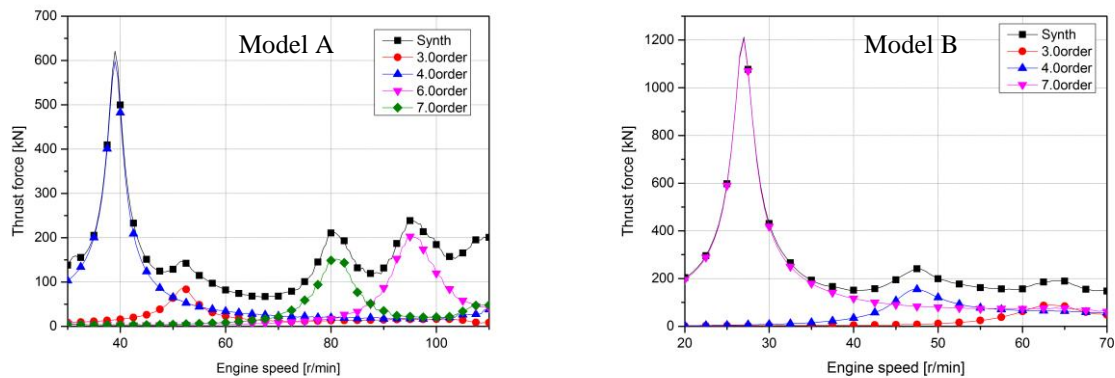 Model A
Synth
3.0order
4.0order
6.0order
7.0order
700
600
500
400
300
200
100
0
Thrust force [kN]
40
60
80
100
Engine speed [r/min]
Model B
Synth
3.0order
4.0order
7.0order
1200
1000
800
600
400
200
0
Thrust force [kN]
20
30
40
50
60
70
Engine speed [r/min]